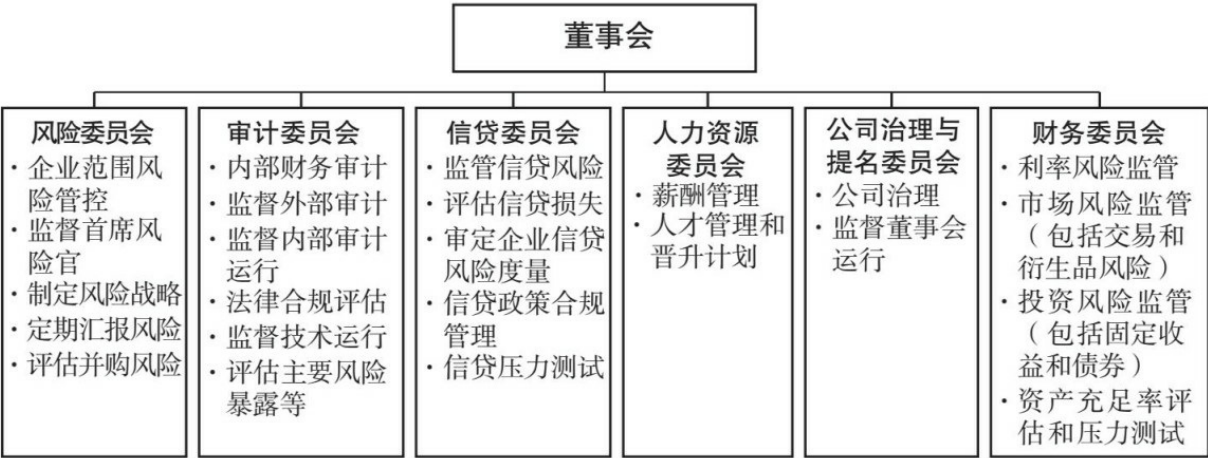 董事会
风险委员会
· 企业范围风
险管控
· 监督首席风
险官
· 制定风险战略
· 定期汇报风险
· 评估并购风险
审计委员会
· 内部财务审计
· 监督外部审计
· 监督内部审计
运行
· 法律合规评估
· 监督技术运行
· 评估主要风险
暴露等
信贷委员会
· 监管信贷风险
· 评估信贷损失
· 审定企业信贷
风险度量
· 信贷政策合规
管理
· 信贷压力测试
人力资源
委员会
· 薪酬管理
· 人才管理和
晋升计划
公司治理与
提名委员会
· 公司治理
· 监督董事会
运行
财务委员会
· 利率风险监管
· 市场风险监管
（包括交易和
衍生品风险）
· 投资风险监管
（包括固定收
益和债券）
· 资产充足率评
估和压力测试